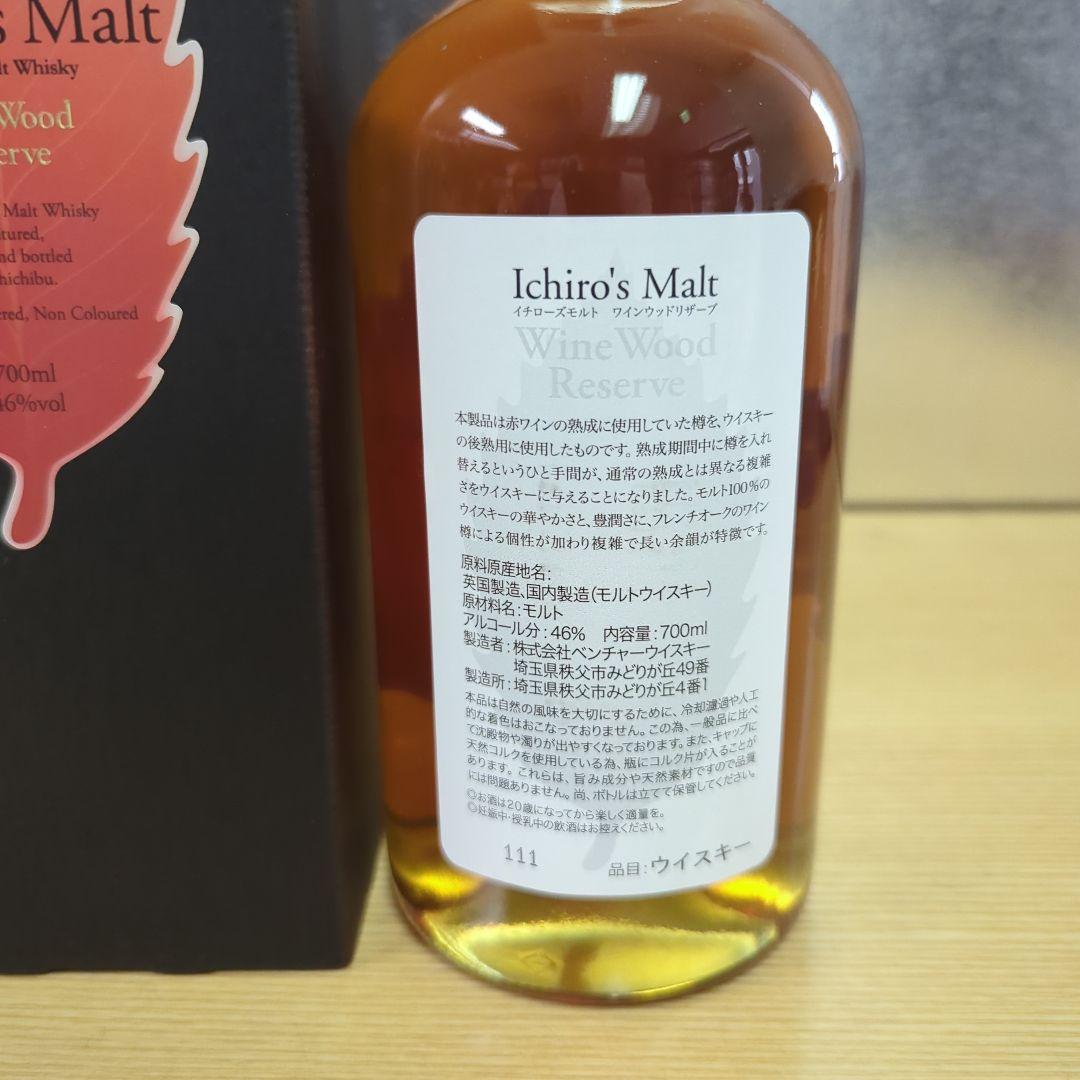 's Malt
lt Whisky
Wood
erve
Malt Whisky
tured,
nd bottled
hichibu.
ered, Non Coloured
700ml
46%vol
Ichiro's Malt
イチローズモルト ワインウッドリザーブ
Wine Wood
Reserve
本製品は赤ワインの熟成に使用していた樽を、ウイスキー
の後熟用に使用したものです。熟成期間中に樽を入れ
替えるというひと手間が、通常の熟成とは異なる複雑
さをウイスキーに与えることになりました。モルト100%の
ウイスキーの華やかさと、豊潤さに、フレンチオークのワイン
樽による個性が加わり複雑で長い余韻が特徴です。
原料原産地名:
英国製造、国内製造(モルトウイスキー)
原材料名:モルト
アルコール分:46% 内容量:700ml
製造者:株式会社ベンチャーウイスキー
埼玉県秩父市みどりが丘49番
製造所:埼玉県秩父市みどりが丘4番1
本品は自然の風味を大切にするために、冷却濾過や人工
的な着色はおこなっておりません。この為、一般品に比べ
て沈殿物や濁りが出やすくなっております。また、キャップに
天然コルクを使用している為、瓶にコルク片が入ることが
あります。これらは、旨み成分や天然素材ですので品質
には問題ありません。尚、ボトルは立てて保管してください。
◎お酒は20歳になってから楽しく適量を。
◎妊娠中・授乳中の飲酒はお控えください。
111
品目:ウイスキー